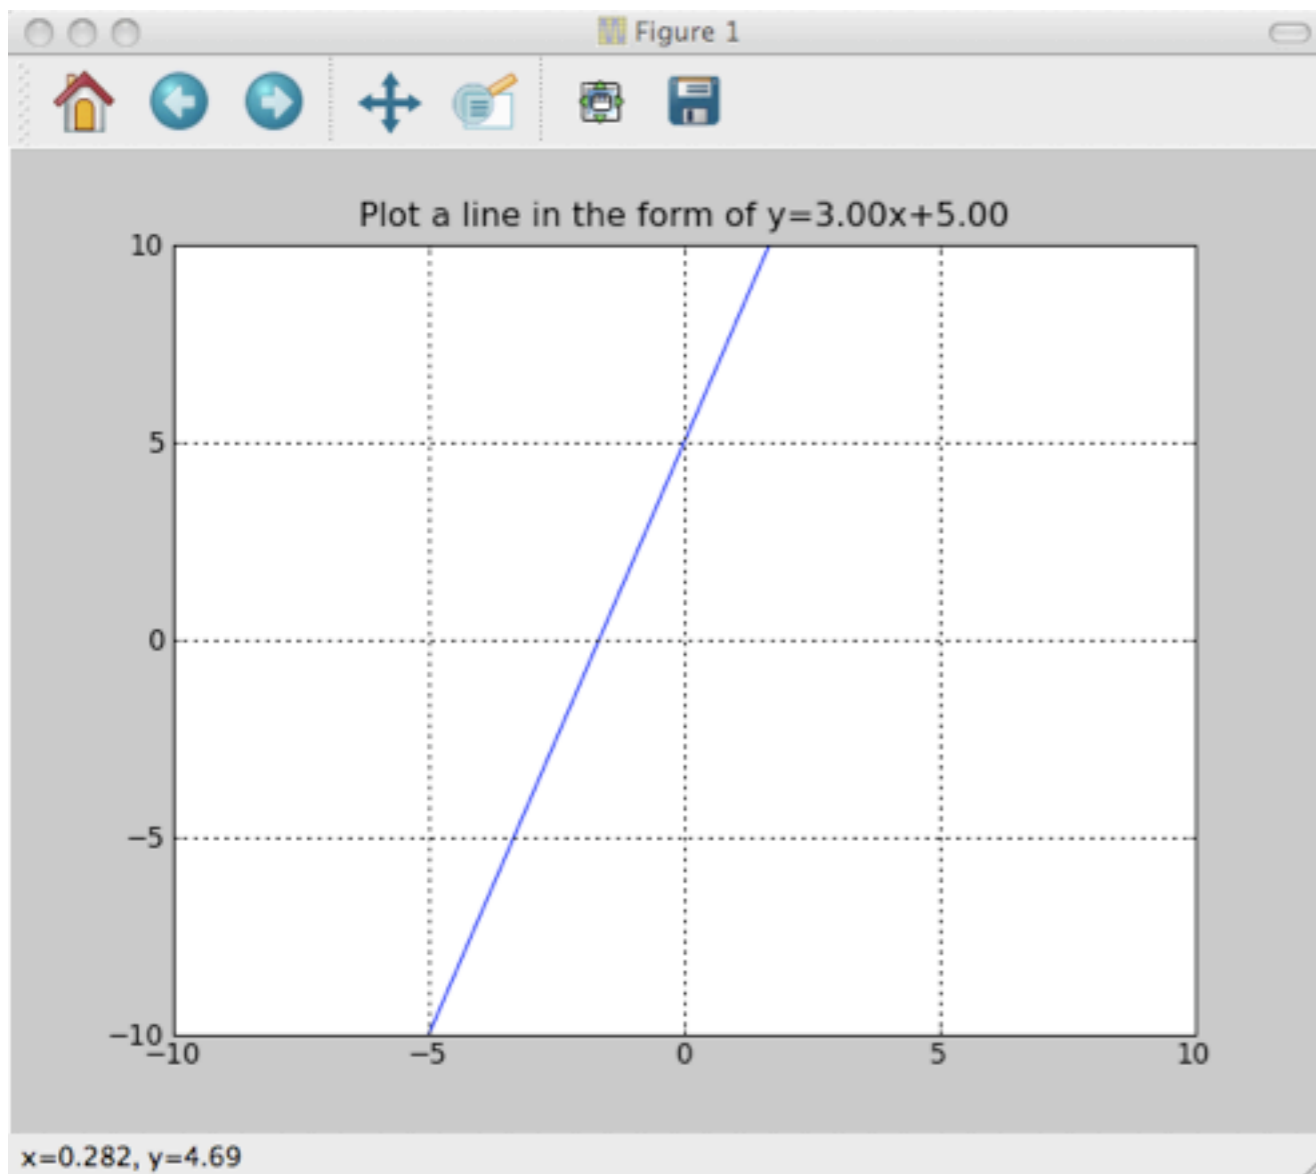 Figure 1
Plot a line in the form of y=3.00x+5.00
10
5
0
−5
−10
−10 −5 0 5 10
x=0.282, y=4.69